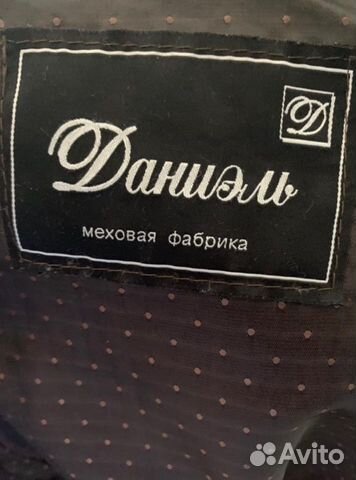 Д
Даниэль
меховая фабрика
Avito